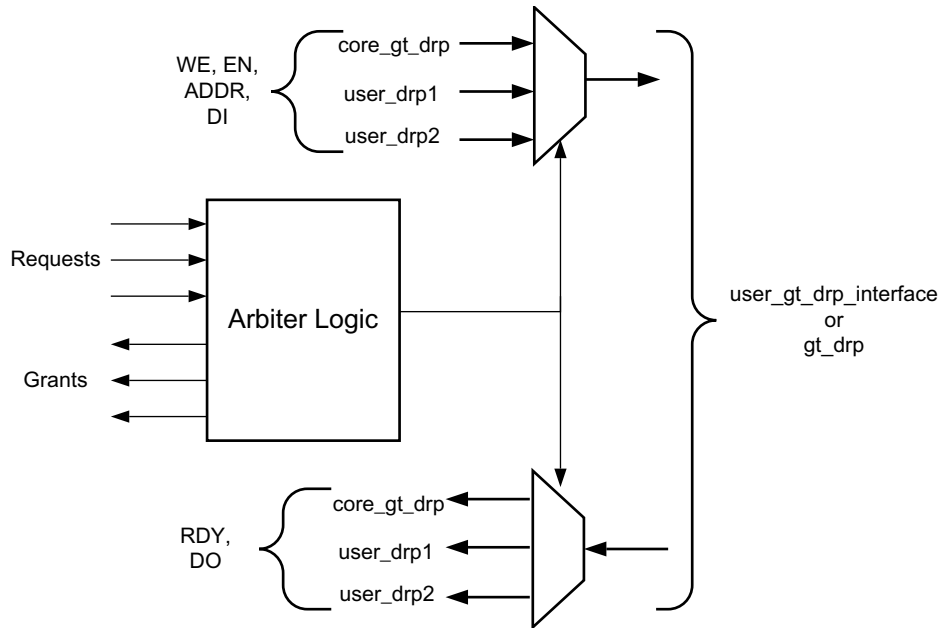 WE, EN,
ADDR,
DI
core_gt_drp
user_drp1
user_drp2
Requests
Grants
Arbiter Logic
user_gt_drp_interface
or
gt_drp
RDY,
DO
core_gt_drp
user_drp1
user_drp2